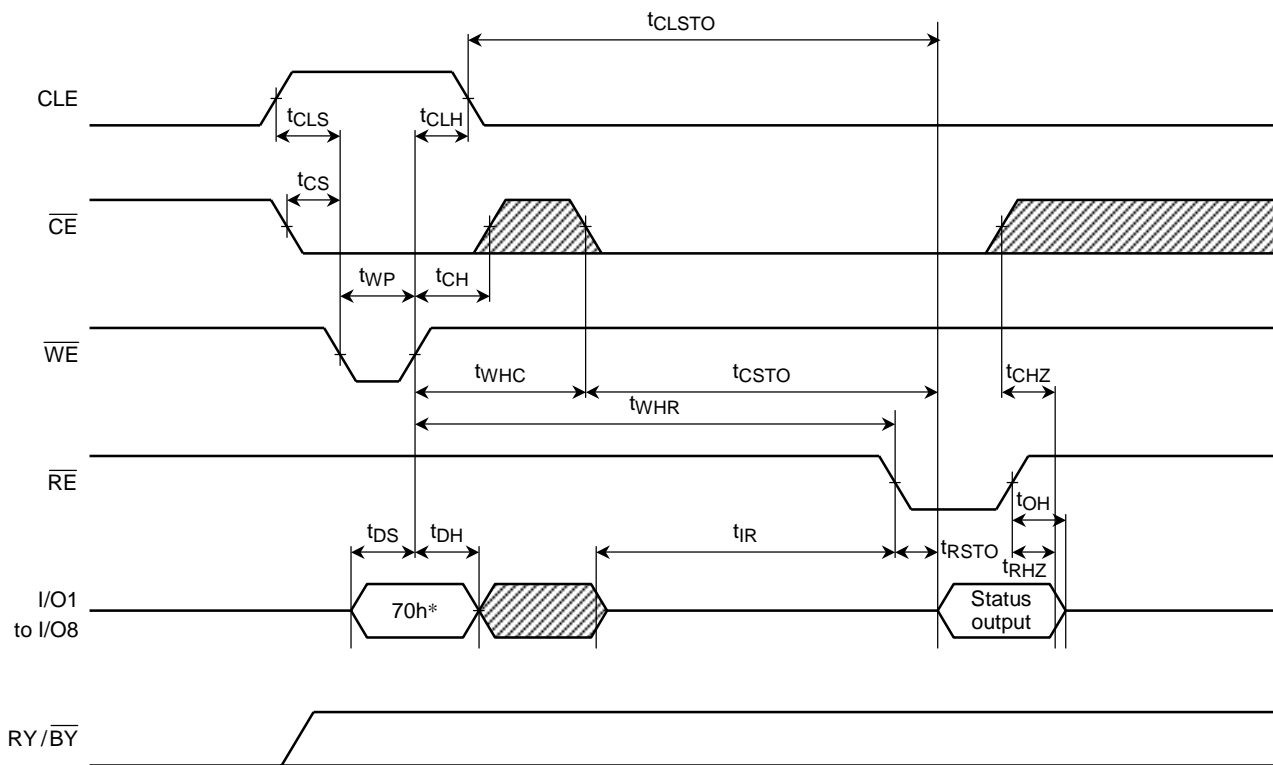 tCLSTO
CLE
tCLS
tCLH
tCS
CE
tWP
tCH
WE
tWHC
tCSTO
tCHZ
tWHR
RE
tOH
tDS
tDH
tIR
tRSTO
tRHZ
I/O1
to I/O8
70h*
Status
output
RY/BY